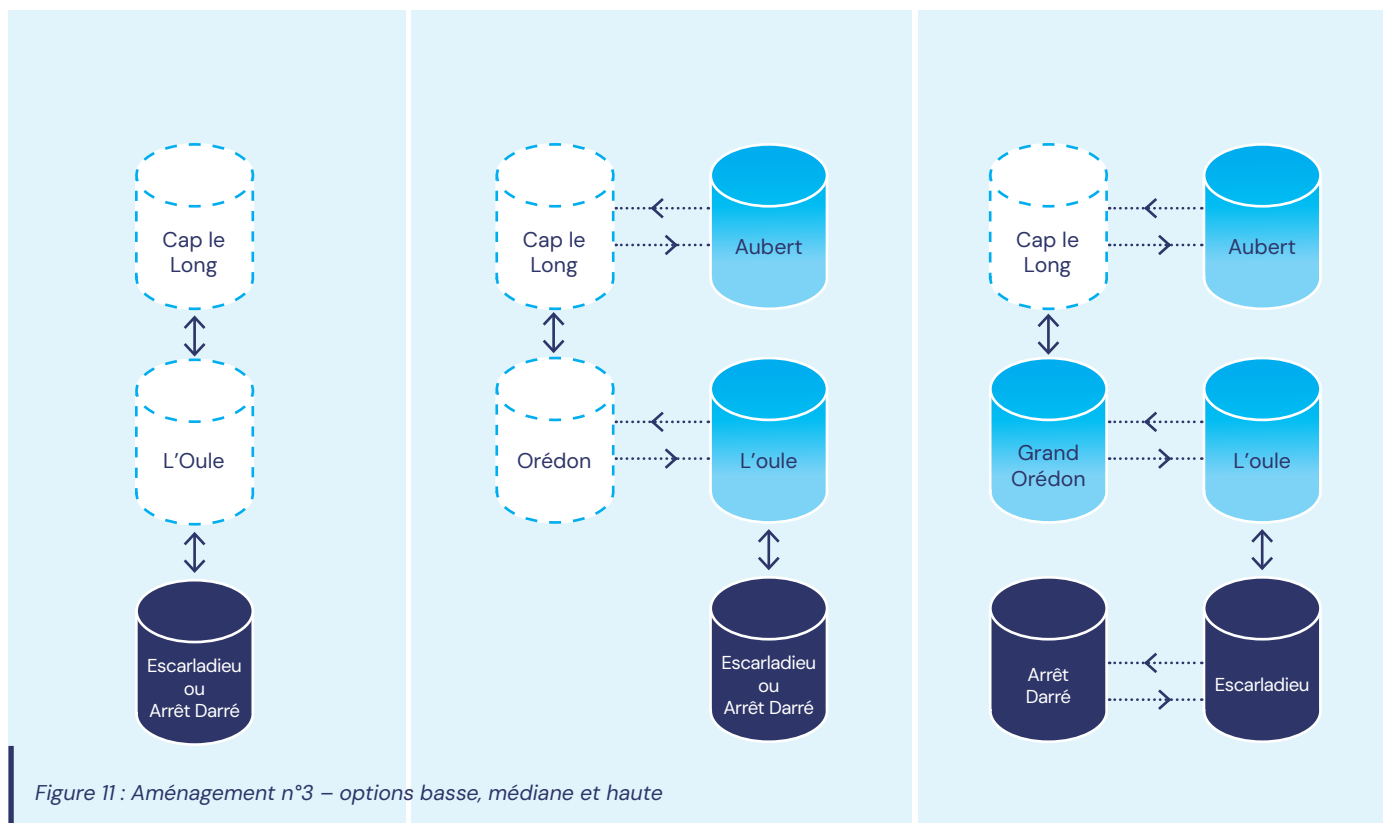 Cap le
Long
L'Oule
Escarladieu
ou
Arrêt Darré
Cap le
Long
Aubert
Orédon
L'oule
Escarladieu
ou
Arrêt Darré
Cap le
Long
Aubert
Grand
Orédon
L'oule
Arrêt
Darré
Escarladieu
Figure 11 : Aménagement n°3 – options basse, médiane et haute